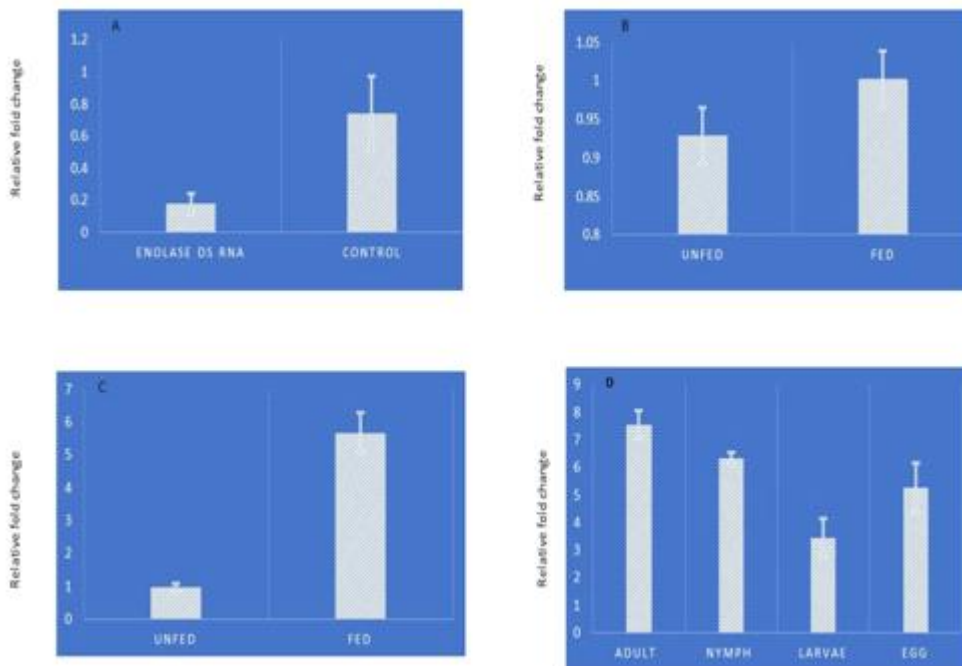 A
Relative fold change
1.2
1
0.8
0.6
0.4
0.2
0
ENOLASE DS RNA
CONTROL
B
Relative fold change
1.05
1
0.95
0.9
0.85
0.8
UNFED
FED
C
Relative fold change
7
6
5
4
3
2
1
0
UNFED
FED
D
Relative fold change
9
8
7
6
5
4
3
2
1
0
ADULT
NYMPH
LARVAE
EGG